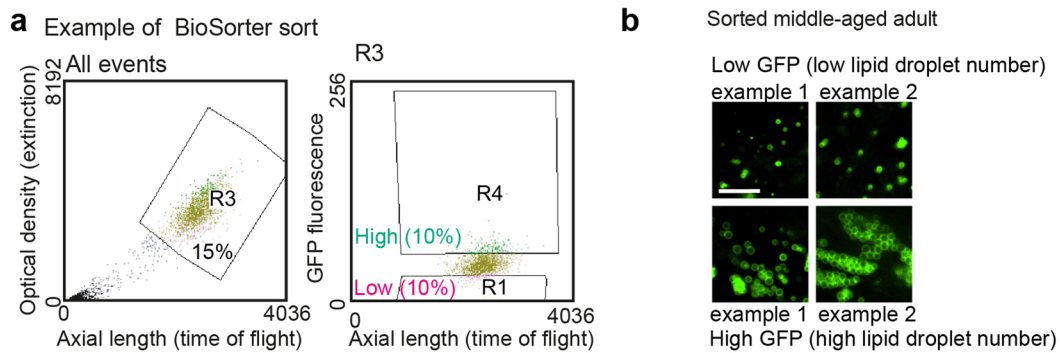 a
Example of BioSorter sort
All events
8192
Optical density (extinction)
0
R3
15%
0
4036
Axial length (time of flight)
R3
256
GFP fluorescence
0
R4
High (10%)
Low (10%)
R1
0
4036
Axial length (time of flight)
b
Sorted middle-aged adult
Low GFP (low lipid droplet number)
example 1
example 2
example 1
example 2
High GFP (high lipid droplet number)